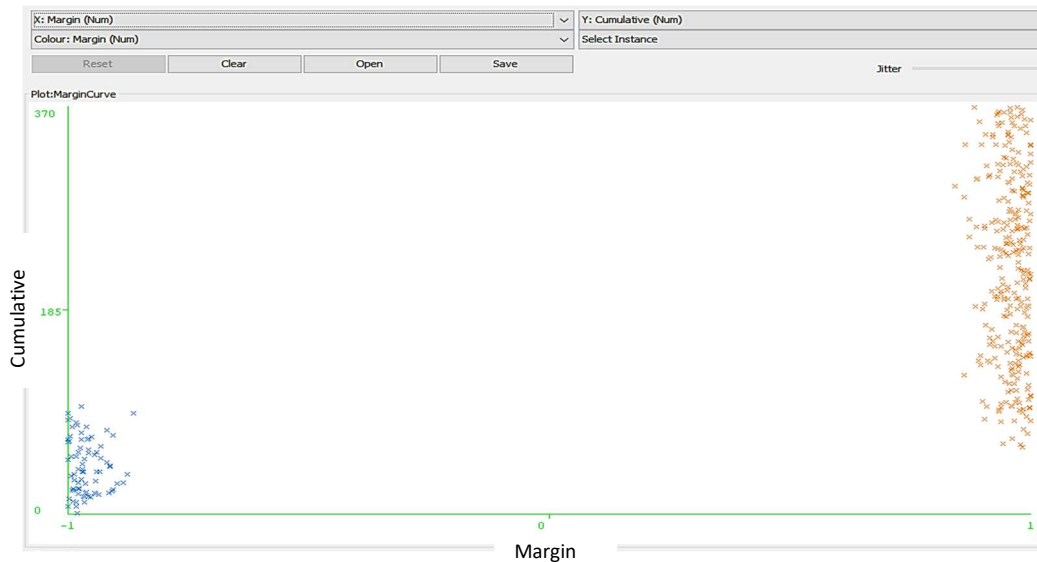 X: Margin (Num)
Y: Cumulative (Num)
Colour: Margin (Num)
Select Instance
Reset
Clear
Open
Save
Jitter
Plot:MarginCurve
370
185
0
Cumulative
-1
0
1
Margin